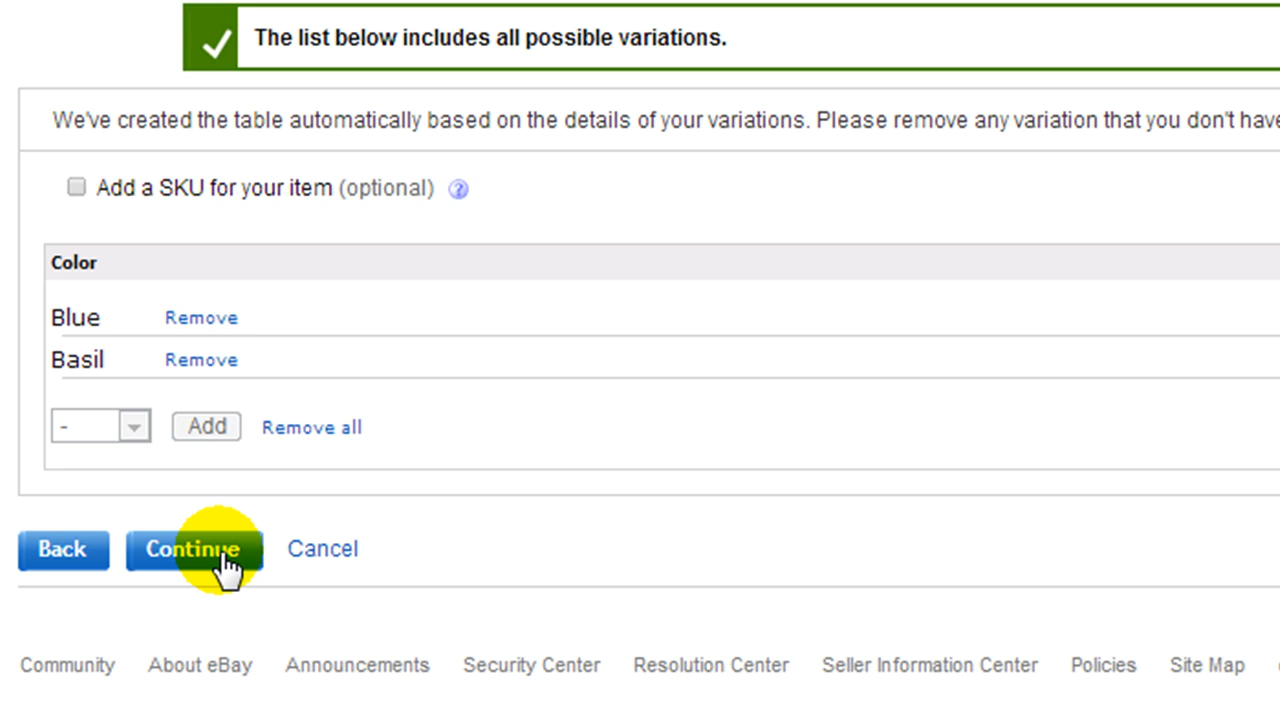 The list below includes all possible variations.
We've created the table automatically based on the details of your variations. Please remove any variation that you don't have
Add a SKU for your item (optional) ?
Color
Blue Remove
Basil Remove
- Add Remove all
Back Continue Cancel
Community About eBay Announcements Security Center Resolution Center Seller Information Center Policies Site Map